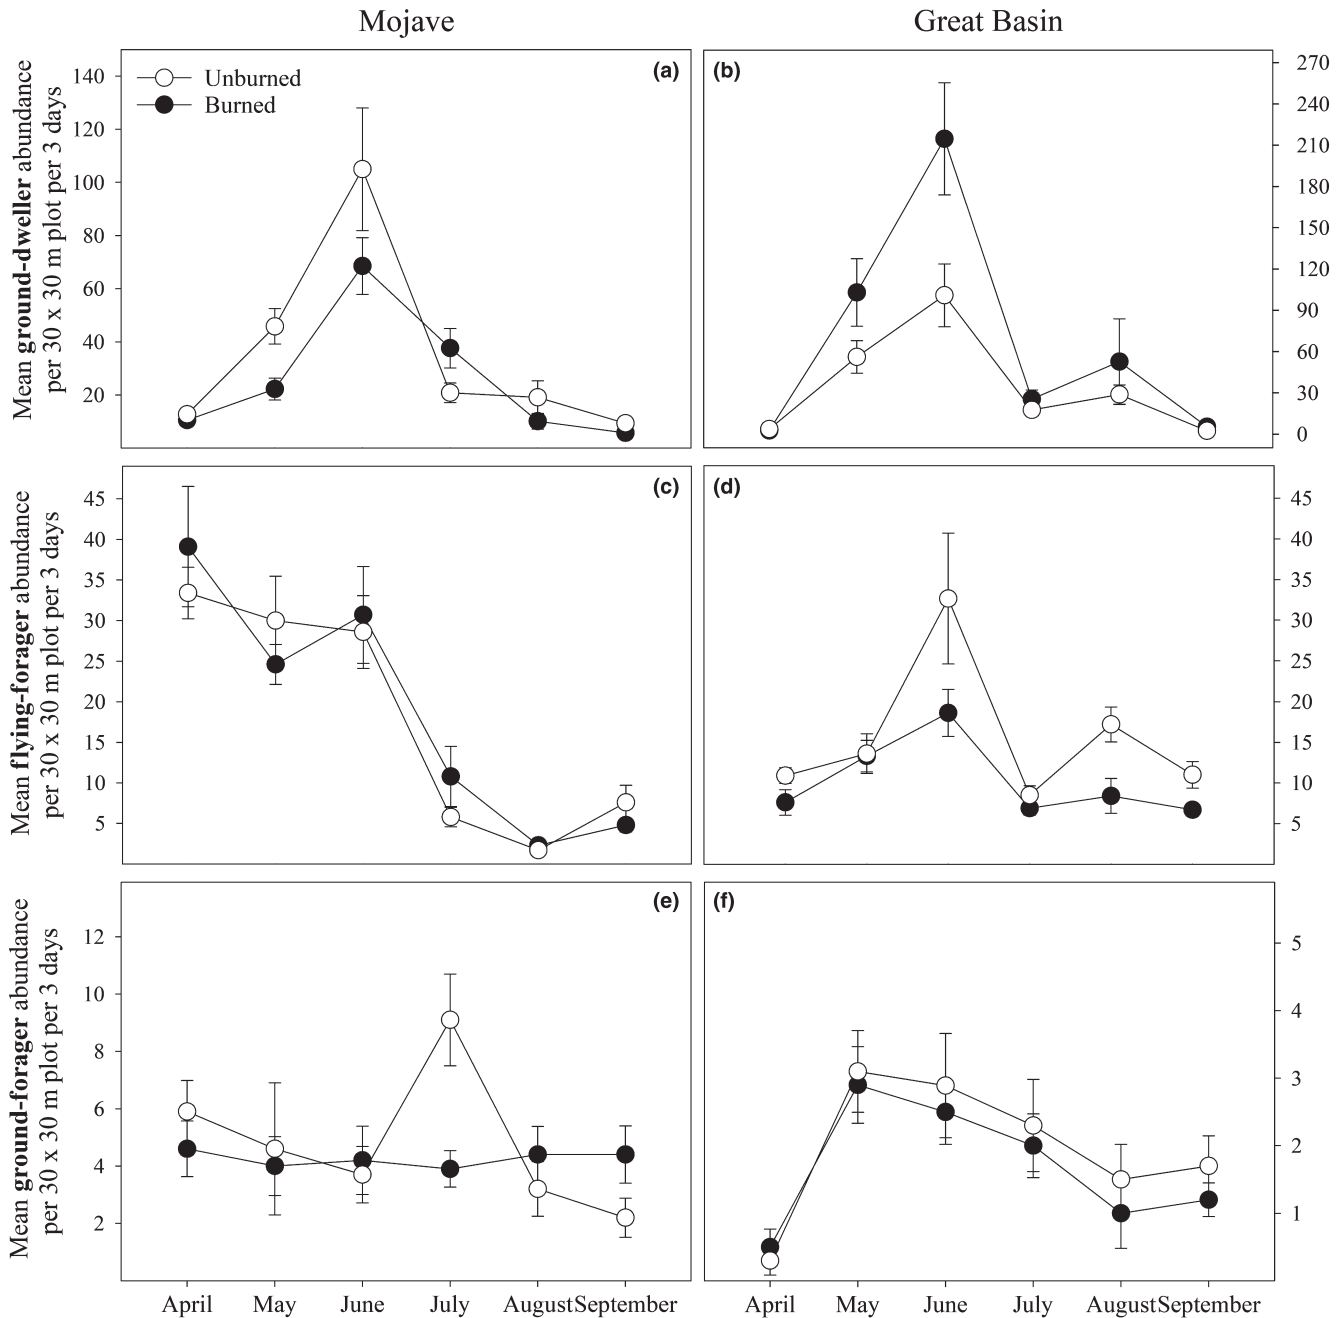 Mojave
Great Basin
Mean ground-dweller abundance
per 30 x 30 m plot per 3 days
140
120
100
80
60
40
20
Unburned
Burned
(a)
(b)
270
240
210
180
150
120
90
60
30
0
Mean flying-forager abundance
per 30 x 30 m plot per 3 days
45
40
35
30
25
20
15
10
5
(c)
(d)
45
40
35
30
25
20
15
10
5
Mean ground-forager abundance
per 30 x 30 m plot per 3 days
12
10
8
6
4
2
(e)
(f)
5
4
3
2
1
April May June July August September
April May June July August September